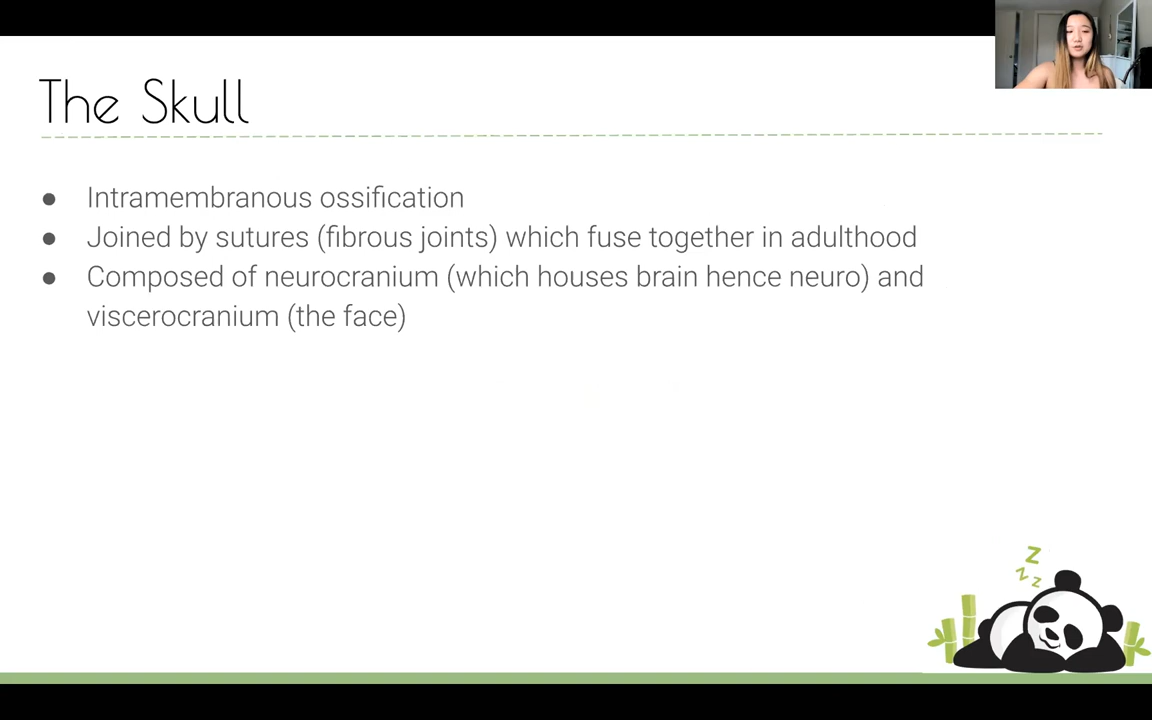 The Skull
● Intramembranous ossification
● Joined by sutures (fibrous joints) which fuse together in adulthood
● Composed of neurocranium (which houses brain hence neuro) and
viscerocranium (the face)
z
z
z